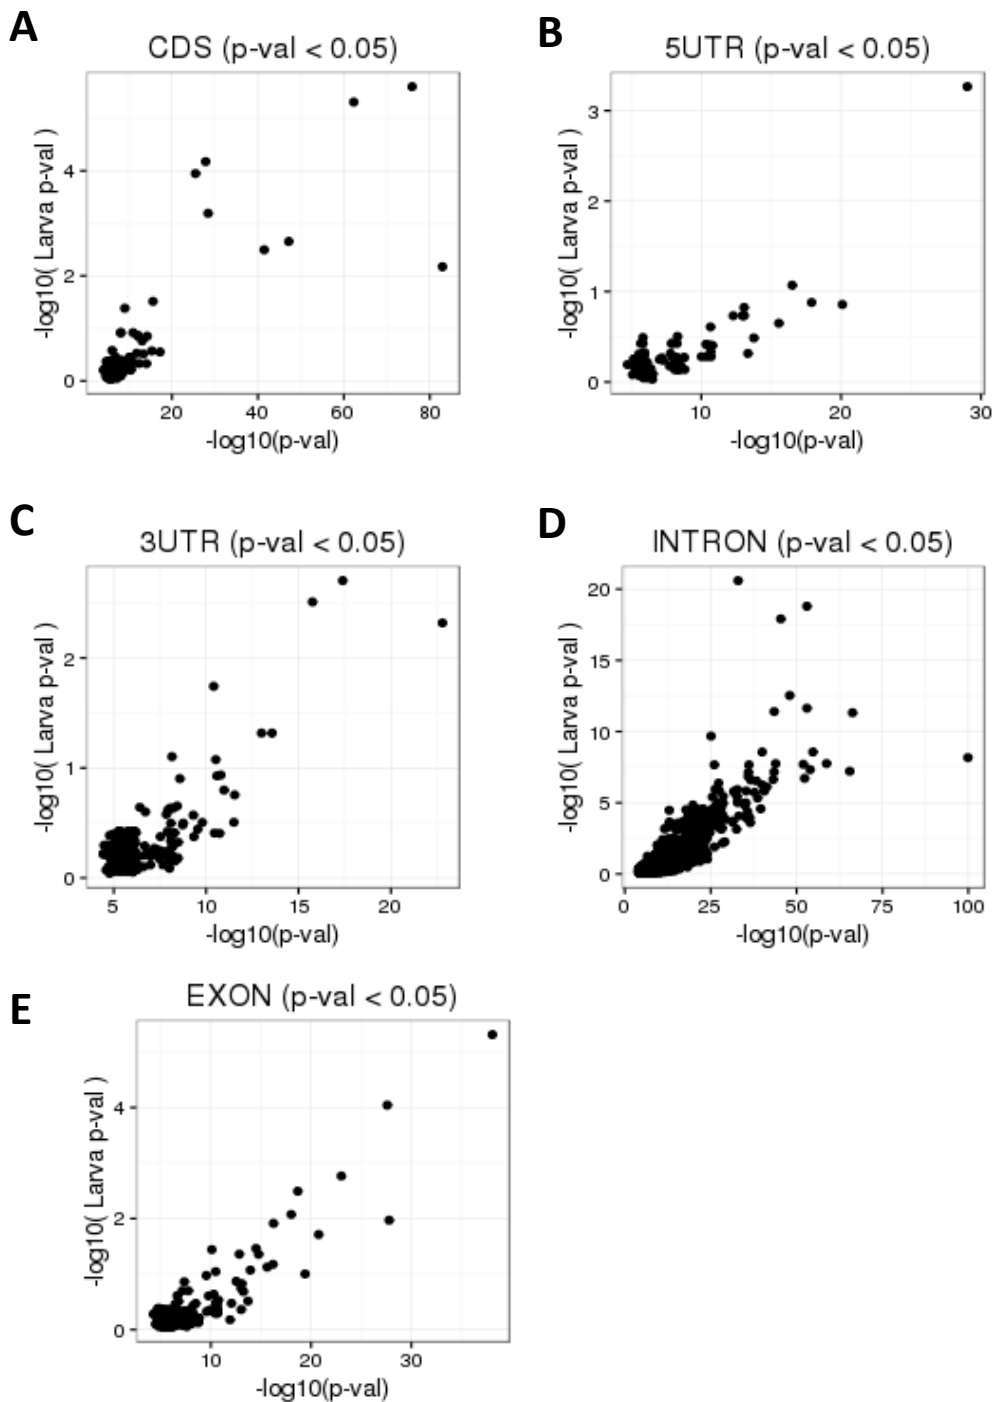 A
CDS (p-val < 0.05)
-log10( Larva p-val )
4
2
0
20 40 60 80
-log10(p-val)
B
5UTR (p-val < 0.05)
-log10( Larva p-val )
3
2
1
0
10 20 30
-log10(p-val)
C
3UTR (p-val < 0.05)
-log10( Larva p-val )
2
1
0
5 10 15 20
-log10(p-val)
D
INTRON (p-val < 0.05)
-log10( Larva p-val )
20
15
10
5
0
0 25 50 75 100
-log10(p-val)
E
EXON (p-val < 0.05)
-log10( Larva p-val )
4
2
0
10 20 30
-log10(p-val)